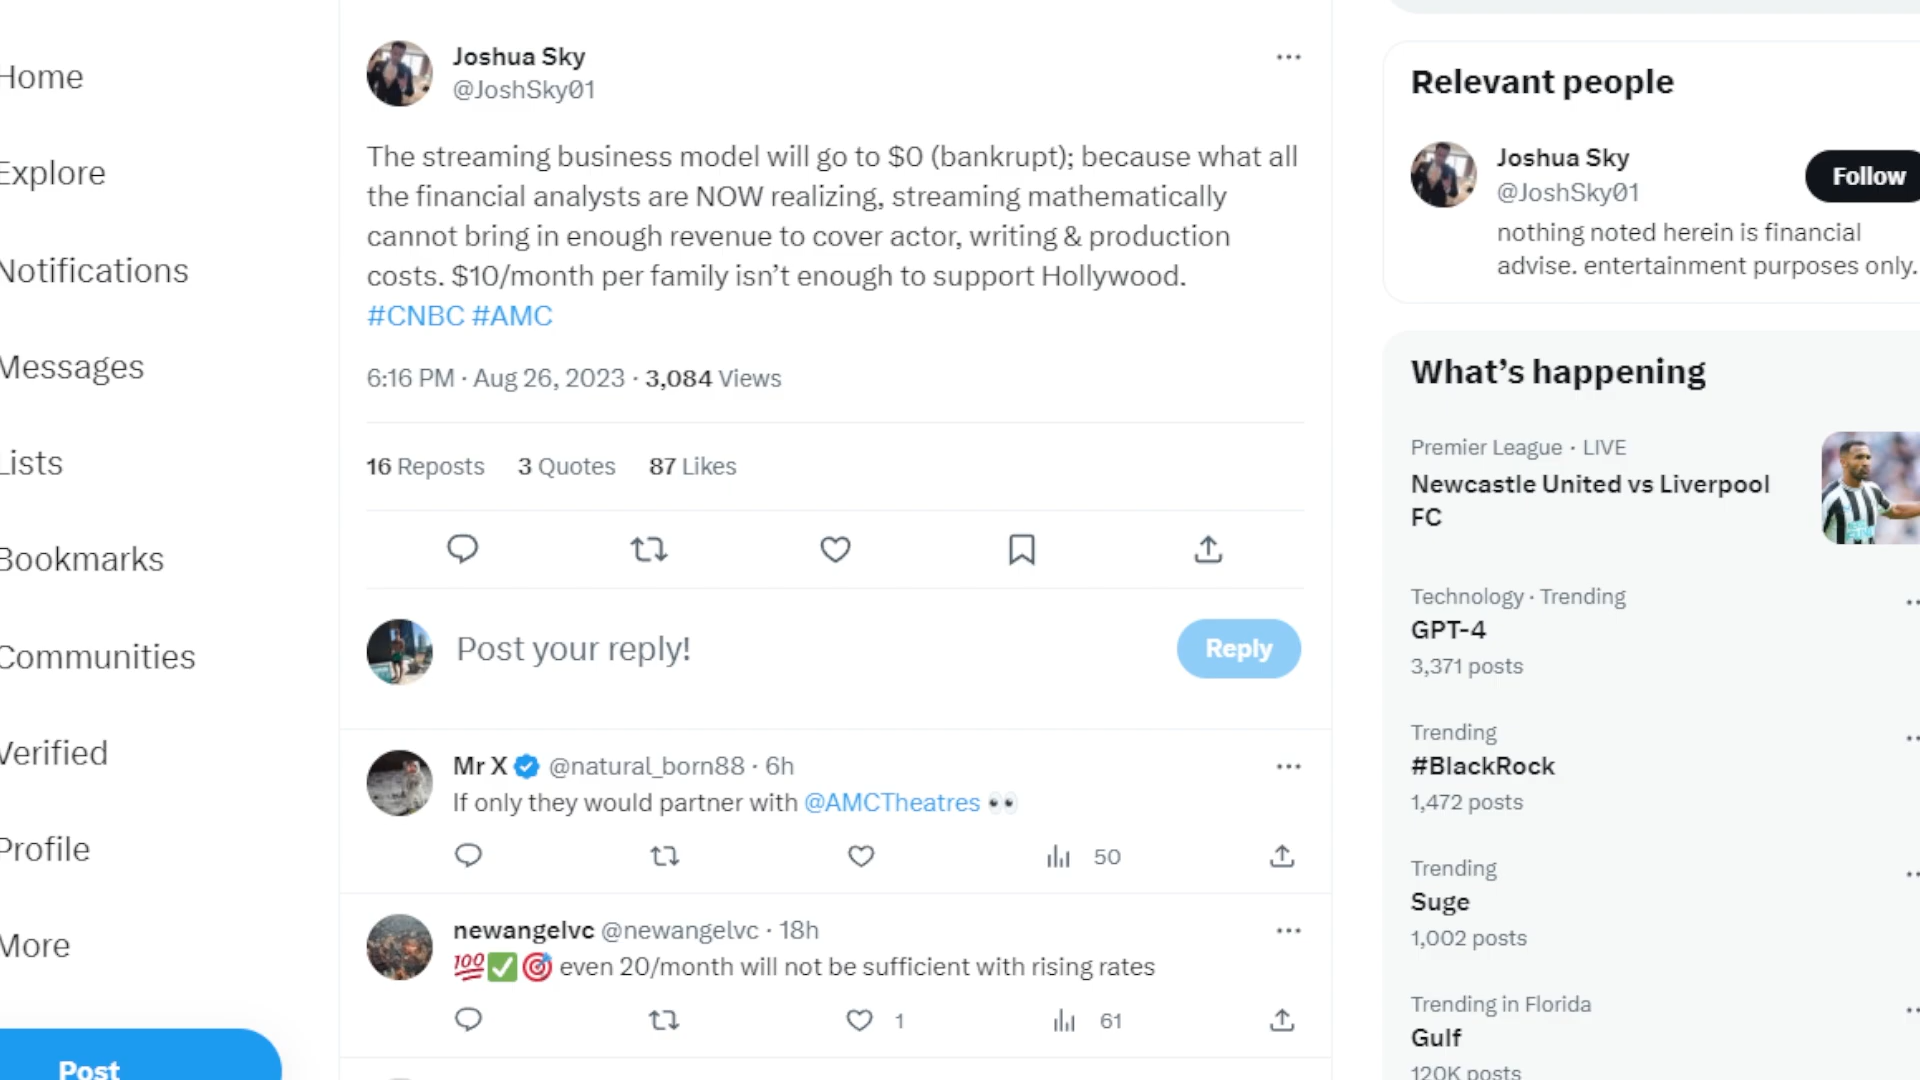 Home
Explore
Notifications
Messages
Lists
Bookmarks
Communities
Verified
Profile
More
Post
Joshua Sky
@JoshSky01
The streaming business model will go to $0 (bankrupt); because what all
the financial analysts are NOW realizing, streaming mathematically
cannot bring in enough revenue to cover actor, writing & production
costs. $10/month per family isn’t enough to support Hollywood.
#CNBC #AMC
6:16 PM · Aug 26, 2023 · 3,084 Views
16 Reposts 3 Quotes 87 Likes
Post your reply!
Reply
Mr X @natural_born88 · 6h
If only they would partner with @AMCTheatres 👀
50
newangelvc @newangelvc · 18h
💯✅🎯 even 20/month will not be sufficient with rising rates
1 61
Relevant people
Joshua Sky
@JoshSky01
Follow
nothing noted herein is financial
advise. entertainment purposes only.
What’s happening
Premier League · LIVE
Newcastle United vs Liverpool
FC
Technology · Trending
GPT-4
3,371 posts
Trending
#BlackRock
1,472 posts
Trending
Suge
1,002 posts
Trending in Florida
Gulf
120K posts